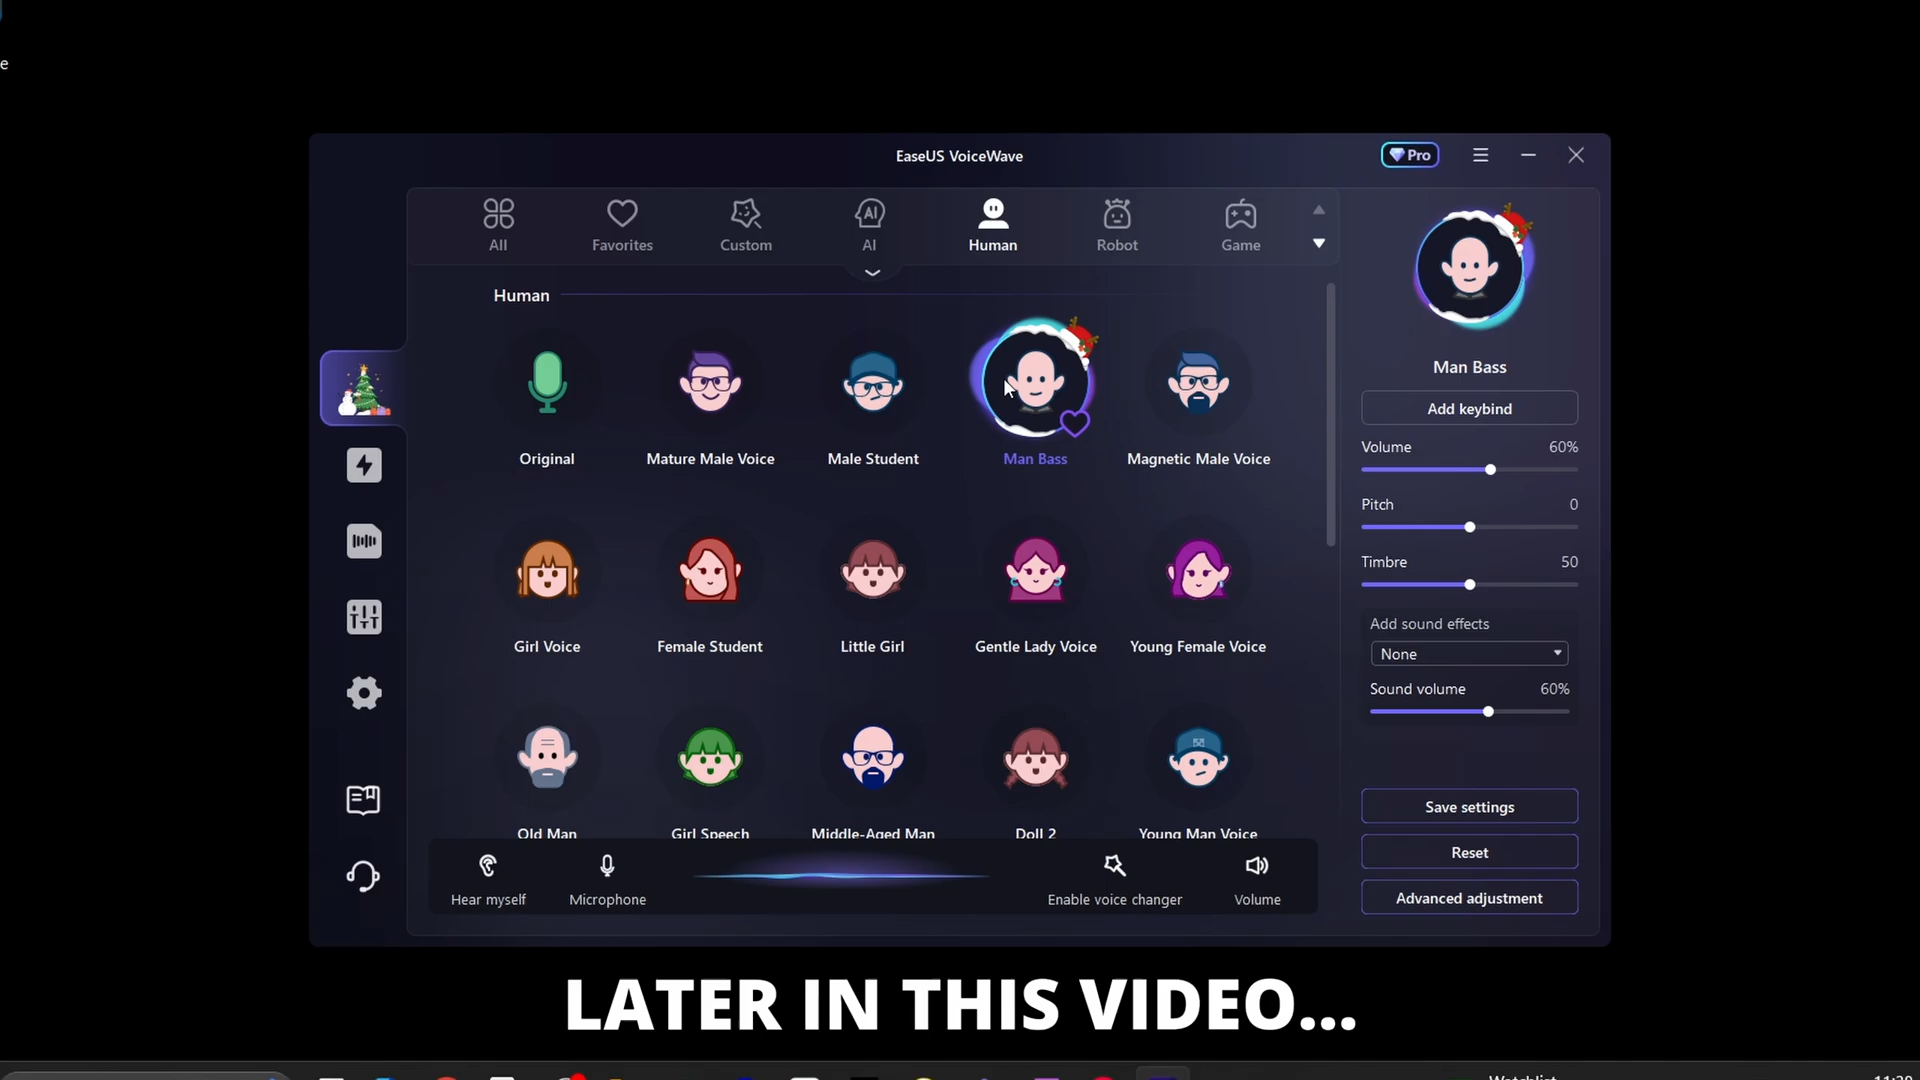 e
EaseUS VoiceWave
Pro
All
Favorites
Custom
AI
AI
Human
Robot
Game
Human
Original
Mature Male Voice
Male Student
Man Bass
Magnetic Male Voice
Girl Voice
Female Student
Little Girl
Gentle Lady Voice
Young Female Voice
Old Man
Girl Speech
Middle-Aged Man
Doll 2
Young Man Voice
Hear myself
Microphone
Enable voice changer
Volume
Man Bass
Add keybind
Volume 60%
Pitch 0
Timbre 50
Add sound effects
None
Sound volume 60%
Save settings
Reset
Advanced adjustment
LATER IN THIS VIDEO...
Watchlist